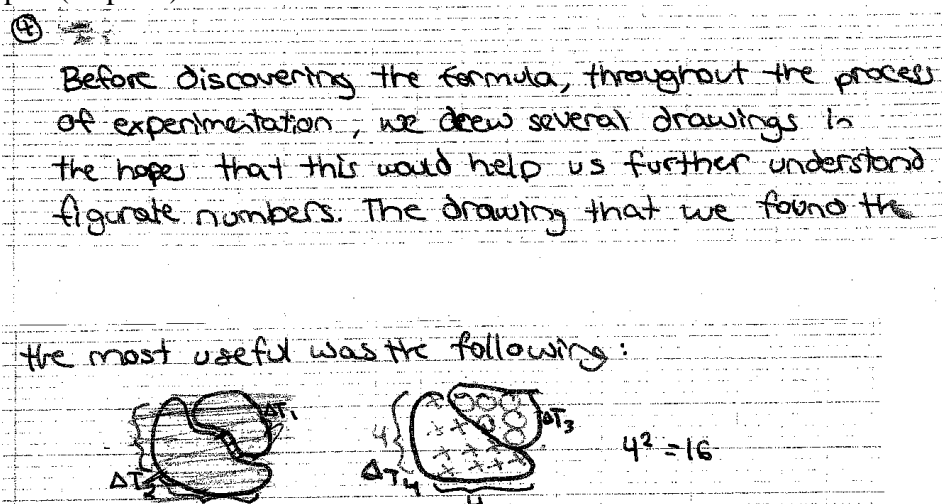 ④
Before discovering the formula, throughout the process
of experimentation, we drew several drawings in
the hopes that this would help us further understand
figurate numbers. The drawing that we found the
the most useful was the following:
ΔT₁
ΔT₂
4
ΔT₃
ΔT₄
4
4² = 16